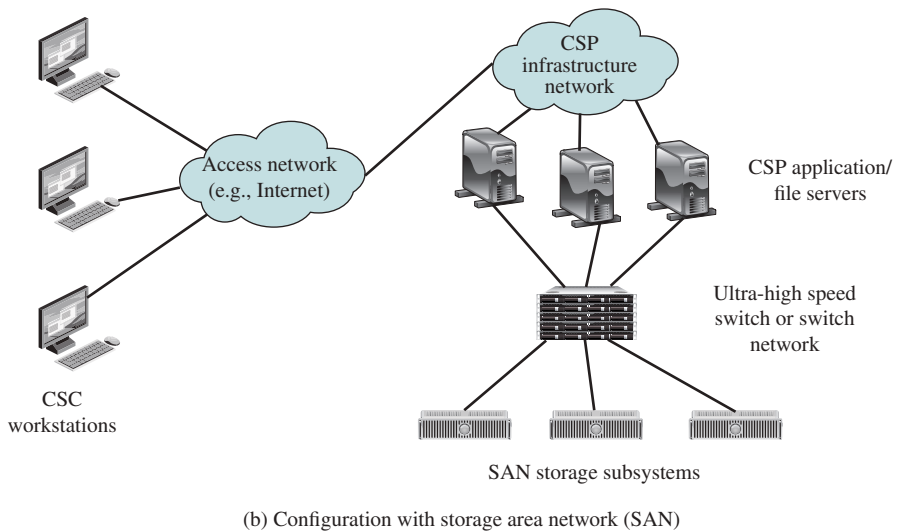 CSP
infrastructure
network
Access network
(e.g., Internet)
CSP application/
file servers
Ultra-high speed
switch or switch
network
CSC
workstations
SAN storage subsystems
(b) Configuration with storage area network (SAN)